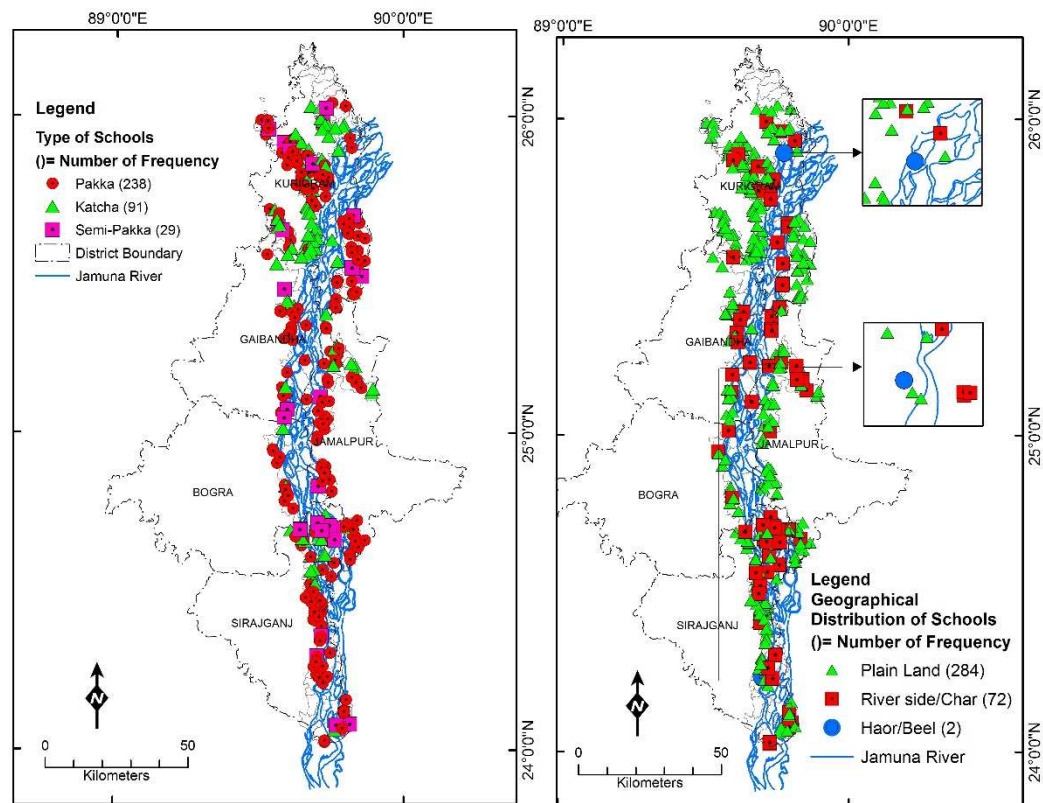 89°0'0"E
90°0'0"E
Legend
Type of Schools
()= Number of Frequency
Pakka (238)
Katcha (91)
Semi-Pakka (29)
District Boundary
Jamuna River
KURIGRAM
GAIBANDHA
JAMALPUR
BOGRA
SIRAJGANJ
26°0'0"N
25°0'0"N
24°0'0"N
N
0
50
Kilometers
89°0'0"E
90°0'0"E
KURIGRAM
GAIBANDHA
JAMALPUR
BOGRA
SIRAJGANJ
26°0'0"N
25°0'0"N
24°0'0"N
Legend
Geographical
Distribution of Schools
()= Number of Frequency
Plain Land (284)
River side/Char (72)
Haor/Beel (2)
Jamuna River
N
0
50
Kilometers